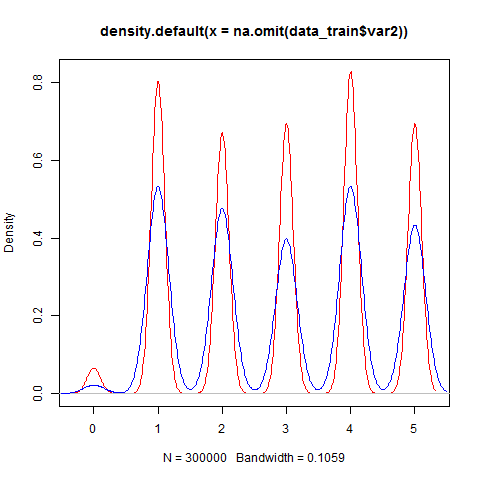 density.default(x = na.omit(data_train$var2))
Density
0.8
0.6
0.4
0.2
0.0
0 1 2 3 4 5
N = 300000 Bandwidth = 0.1059